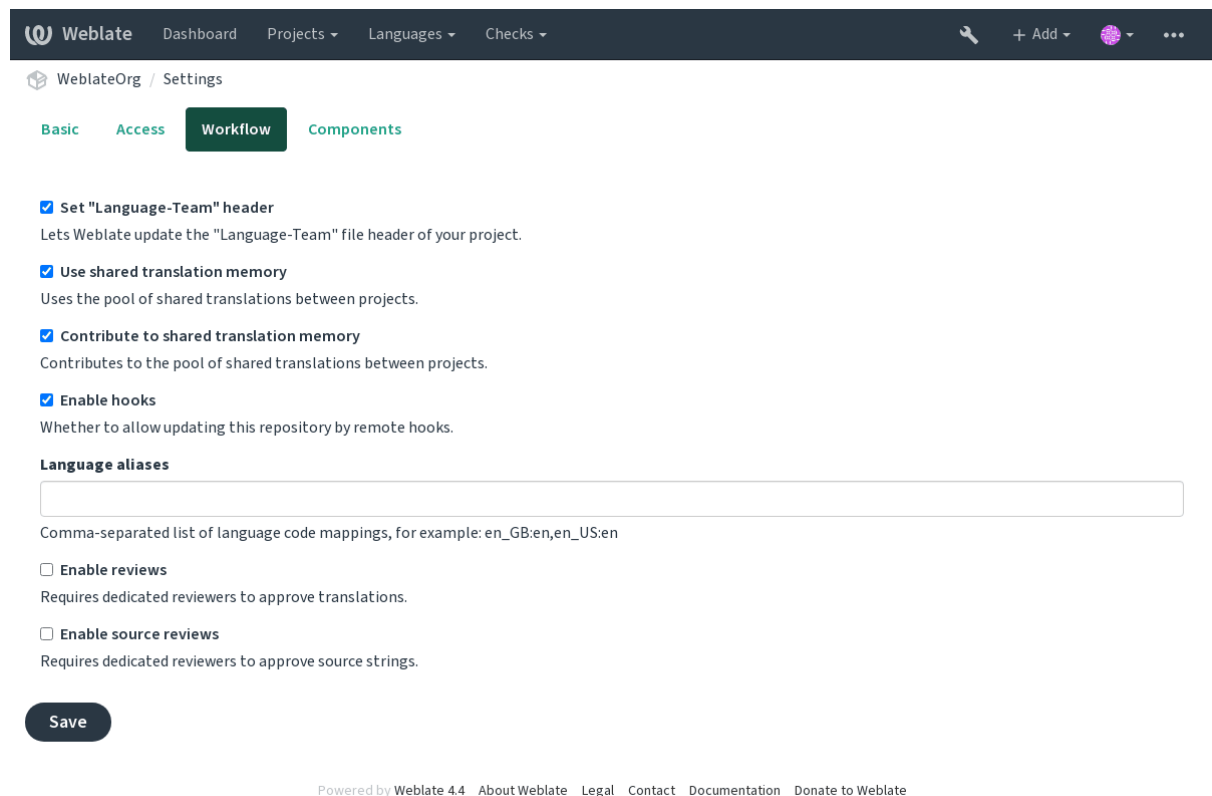 Weblate Dashboard Projects Languages Checks + Add
WeblateOrg / Settings
Basic Access Workflow Components
Set "Language-Team" header
Lets Weblate update the "Language-Team" file header of your project.
Use shared translation memory
Uses the pool of shared translations between projects.
Contribute to shared translation memory
Contributes to the pool of shared translations between projects.
Enable hooks
Whether to allow updating this repository by remote hooks.
Language aliases
Comma-separated list of language code mappings, for example: en_GB:en,en_US:en
Enable reviews
Requires dedicated reviewers to approve translations.
Enable source reviews
Requires dedicated reviewers to approve source strings.
Save
Powered by Weblate 4.4 About Weblate Legal Contact Documentation Donate to Weblate